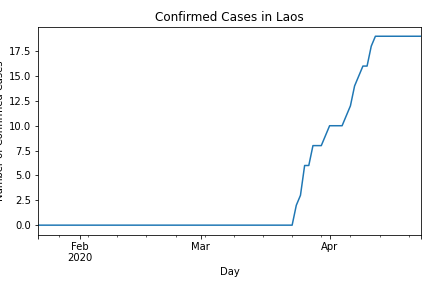 Confirmed Cases in Laos
Number of Confirmed Cases
17.5
15.0
12.5
10.0
7.5
5.0
2.5
0.0
Feb
2020
Mar
Apr
Day